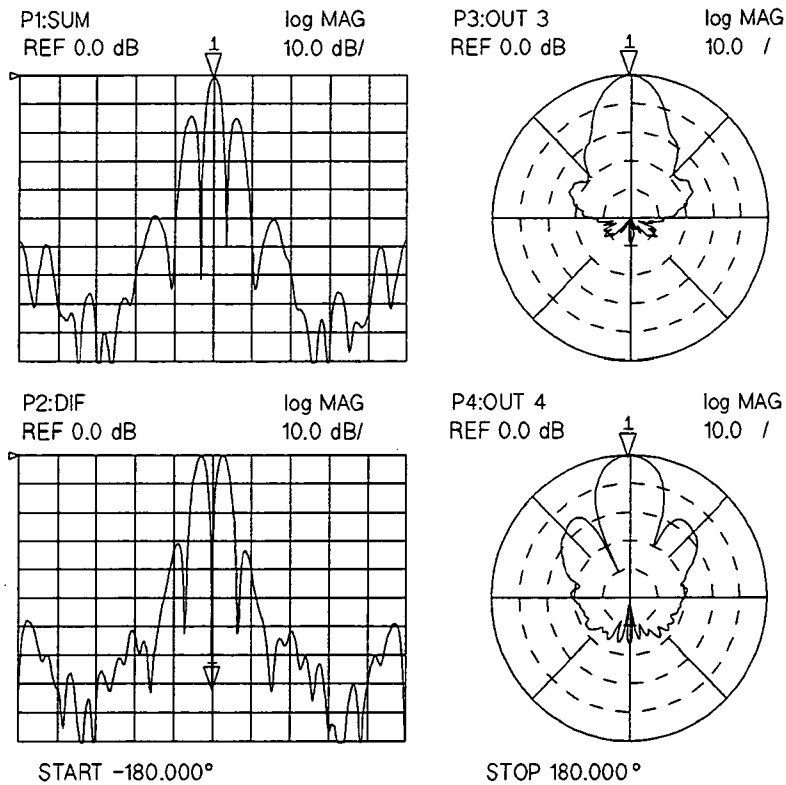 P1:SUM log MAG
REF 0.0 dB 10.0 dB/
1
P3:OUT 3 log MAG
REF 0.0 dB 10.0 /
1
P2:DIF log MAG
REF 0.0 dB 10.0 dB/
P4:OUT 4 log MAG
REF 0.0 dB 10.0 /
1
START -180.000°
STOP 180.000°